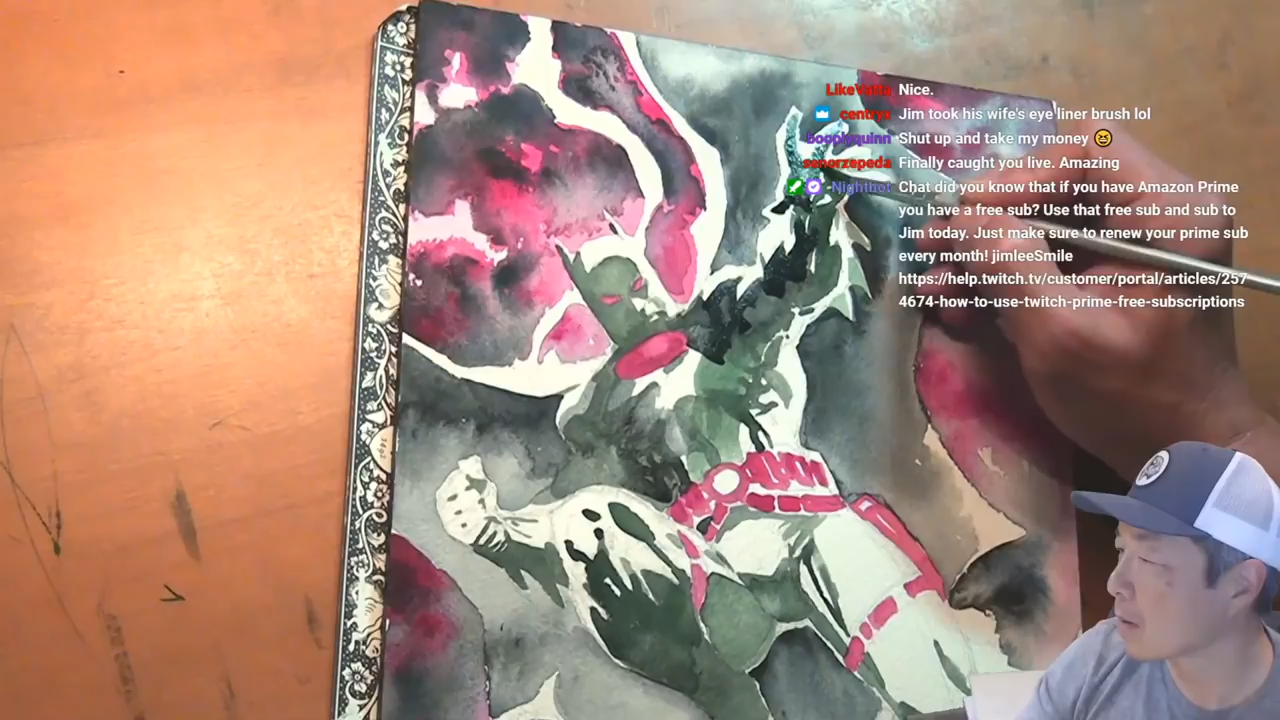 LikeVatta Nice.
centryx Jim took his wife's eye liner brush lol
booohquinn Shut up and take my money 😆
senorzepeda Finally caught you live. Amazing
Nightbot Chat did you know that if you have Amazon Prime
you have a free sub? Use that free sub and sub to
Jim today. Just make sure to renew your prime sub
every month! jimleeSmile
https://help.twitch.tv/customer/portal/articles/257
4674-how-to-use-twitch-prime-free-subscriptions